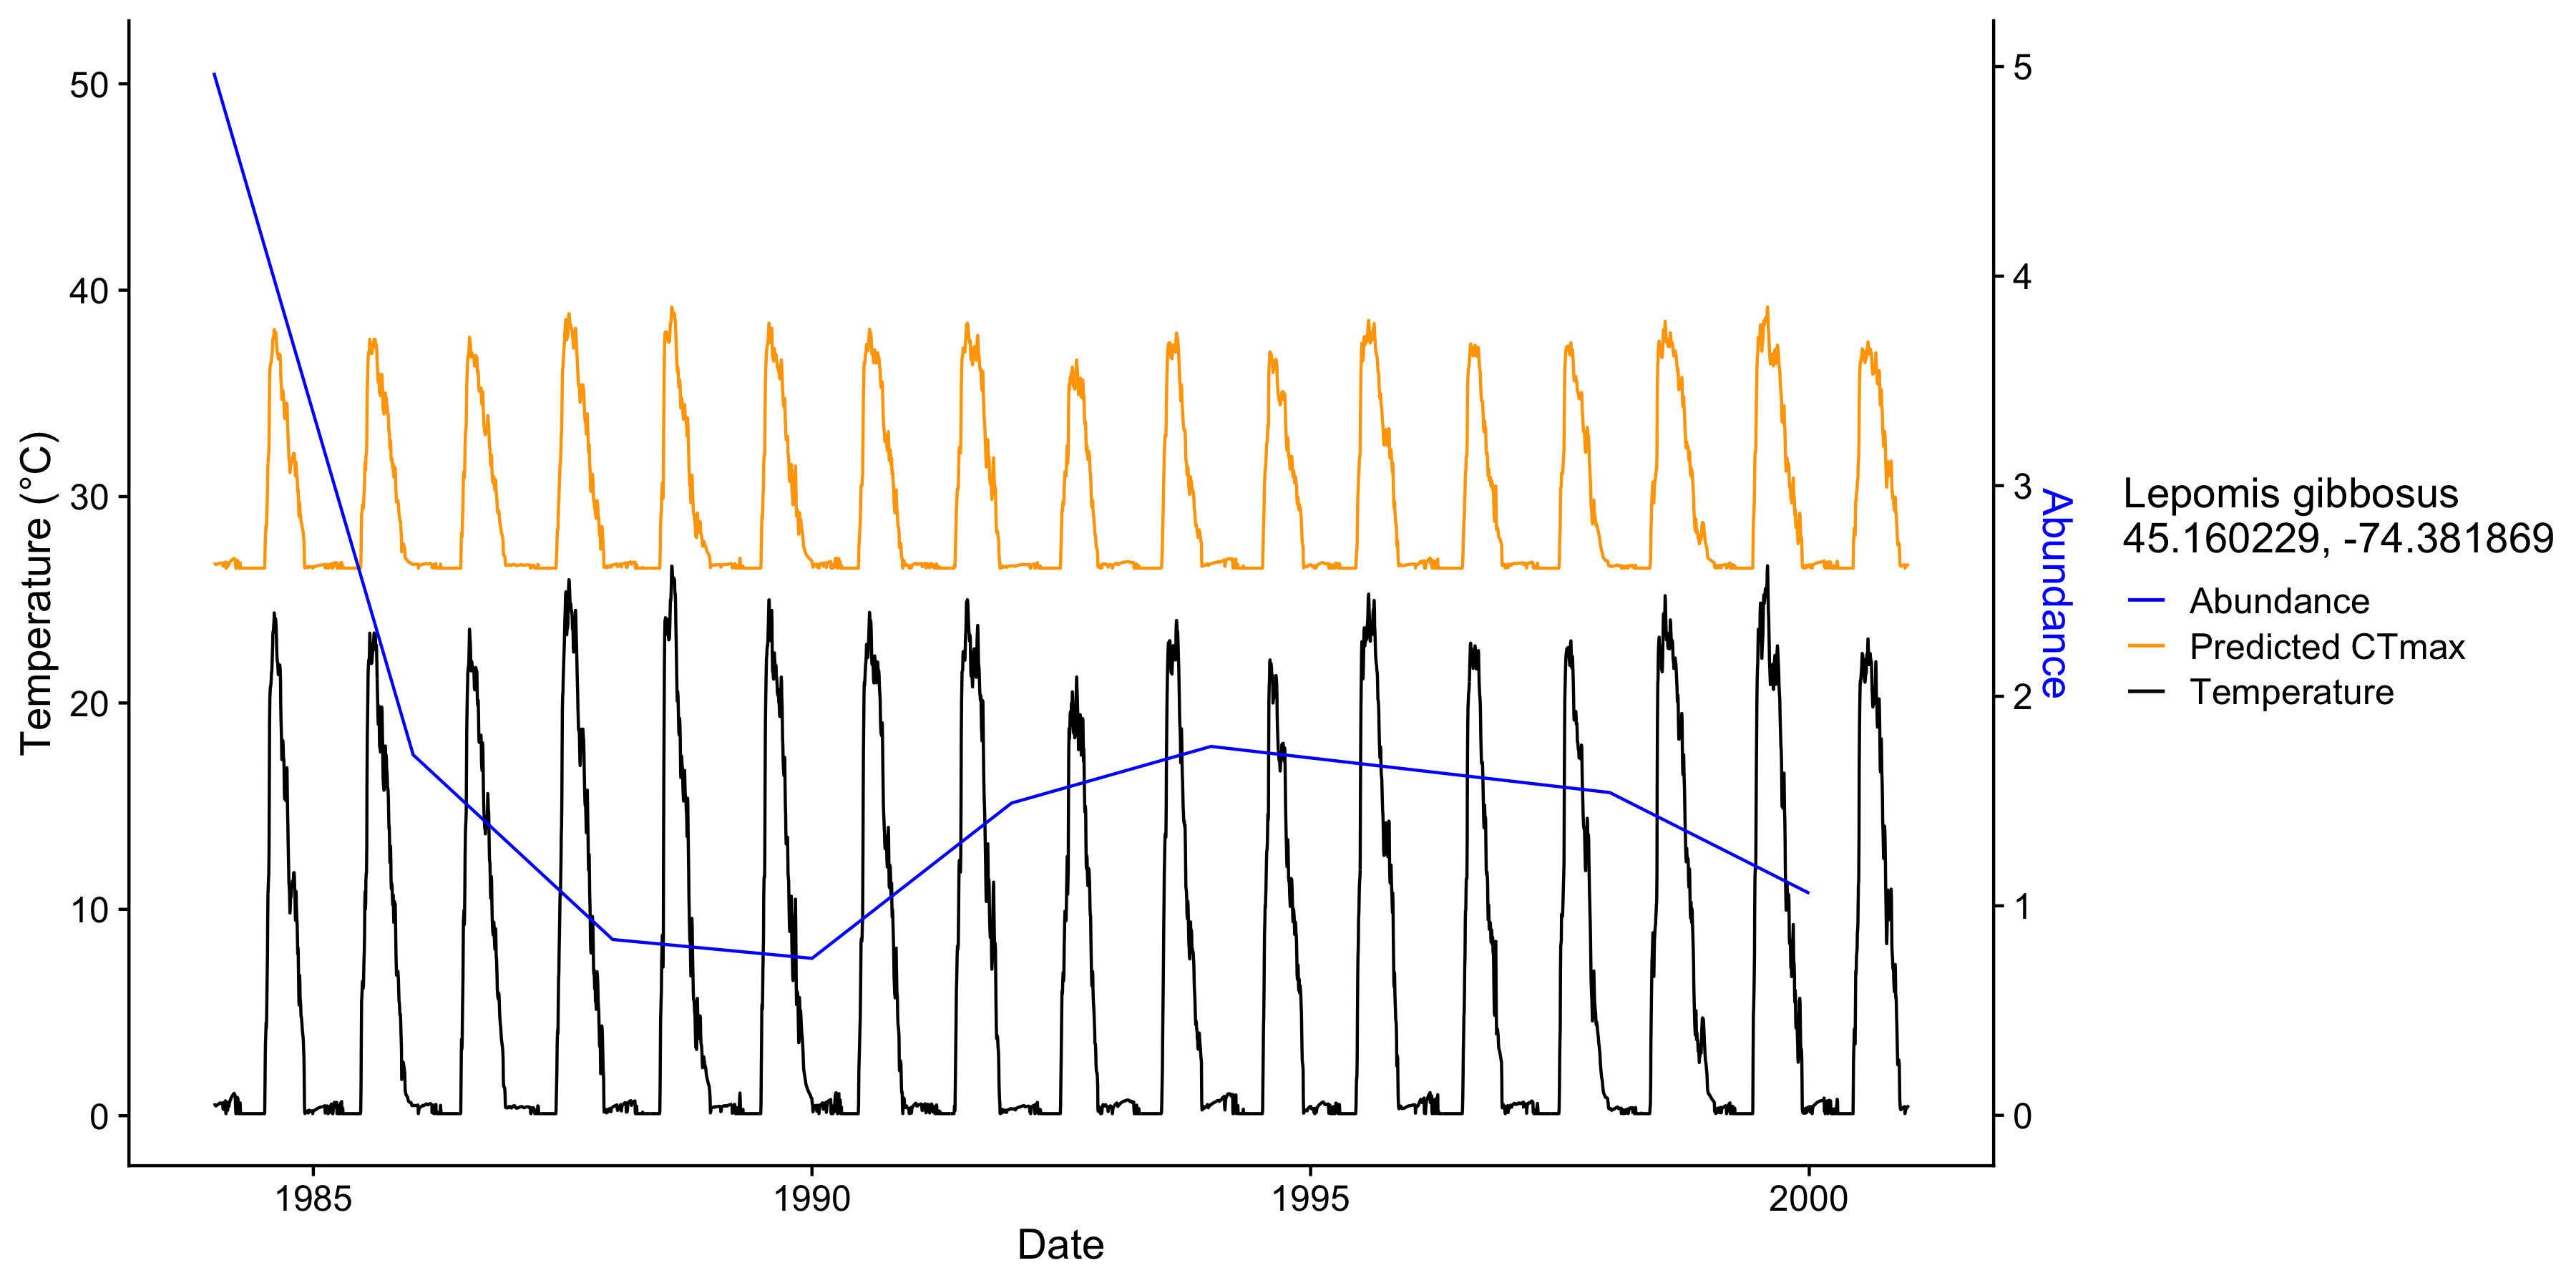 Temperature (°C)
50
40
30
20
10
0
1985
1990
1995
2000
Date
5
4
3
2
1
0
Abundance
Lepomis gibbosus
45.160229, -74.381869
Abundance
Predicted CTmax
Temperature